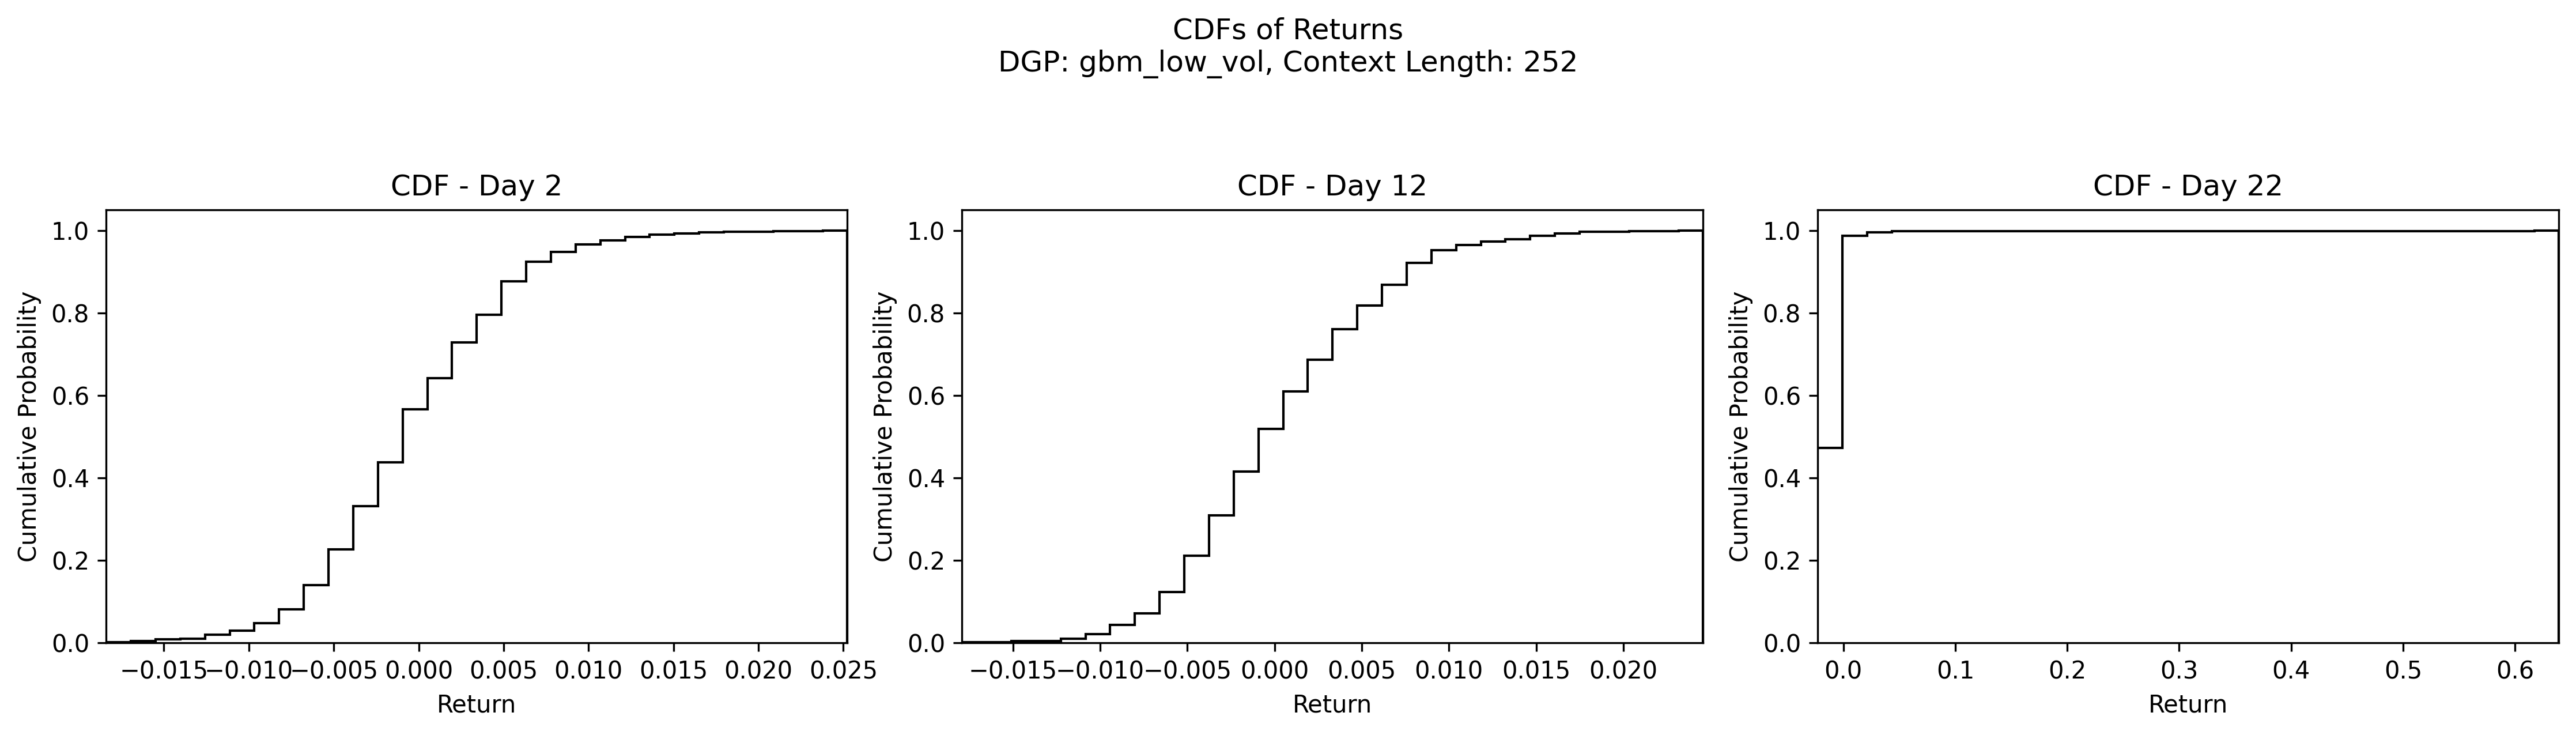 CDFs of Returns
DGP: gbm_low_vol, Context Length: 252
CDF - Day 2
Cumulative Probability
1.0
0.8
0.6
0.4
0.2
0.0
−0.015 −0.010 −0.005 0.000 0.005 0.010 0.015 0.020 0.025
Return
CDF - Day 12
Cumulative Probability
1.0
0.8
0.6
0.4
0.2
0.0
−0.015 −0.010 −0.005 0.000 0.005 0.010 0.015 0.020
Return
CDF - Day 22
Cumulative Probability
1.0
0.8
0.6
0.4
0.2
0.0
0.0 0.1 0.2 0.3 0.4 0.5 0.6
Return